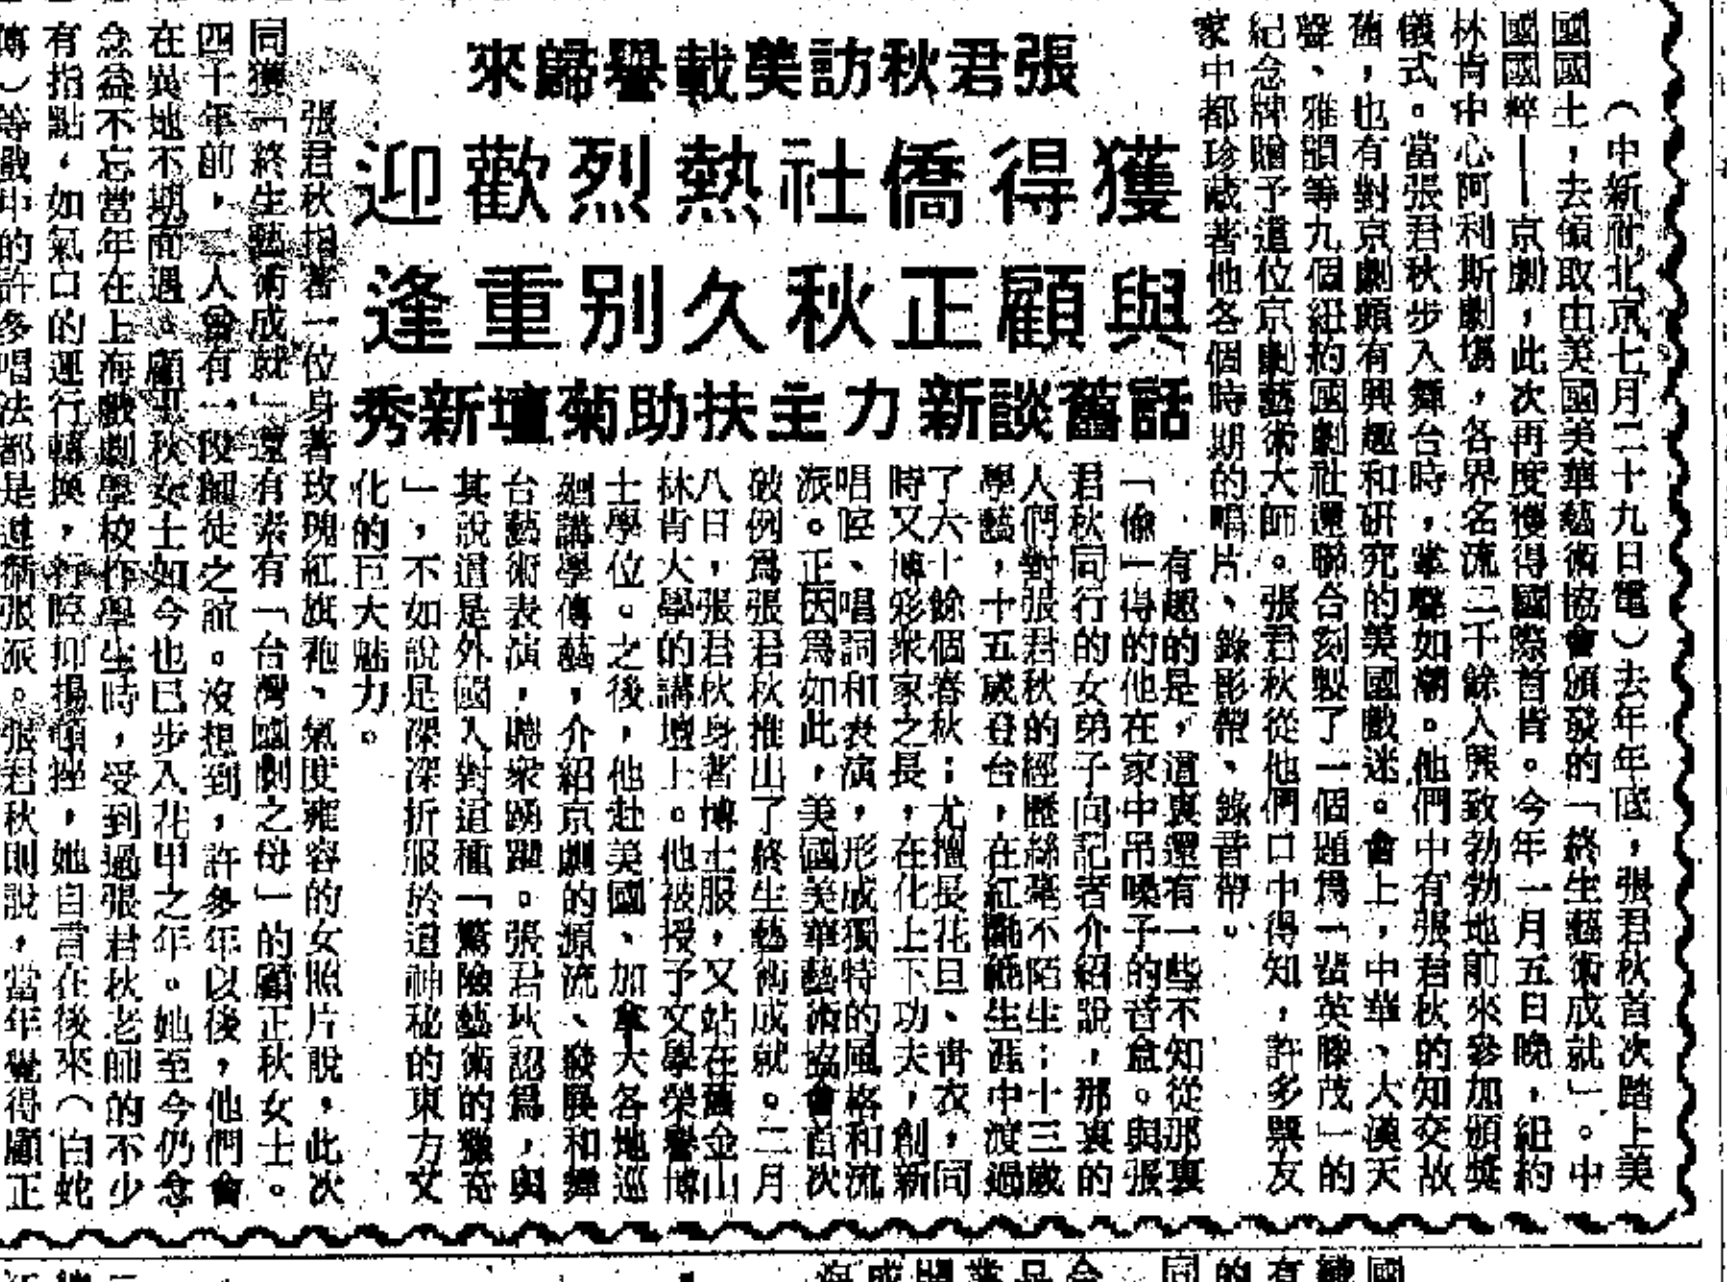 張君秋訪美載譽歸來
獲得僑社熱烈歡迎
與顧正秋久別重逢
話舊談新力主扶助菊壇新秀
（中新社北京七月二十九日電）去年年底，張君秋首次踏上美
國國土，去領取由美國美華藝術協會頒發的「終生藝術成就」。中
國國粹——京劇，此次再度獲得國際首肯。今年一月五日晚，紐約
林肯中心阿利斯劇場，各界名流二千餘人興致勃勃地前來參加頒獎
儀式。當張君秋步入舞台時，掌聲如潮。他們中有張君秋的知交故
舊，也有對京劇頗有興趣和研究的美國戲迷。會上，中華、大漢天
聲、雅韻等九個紐約國劇社還聯合刻製了一個題為「蜚英騰茂」的
紀念牌贈予這位京劇藝術大師。張君秋從他們口中得知，許多票友
家中都珍藏著他各個時期的唱片、錄影帶、錄音帶。
有趣的是，這裏還有一些不知從那裏
「偷」得的他在家中吊嗓子的音盒。與張
君秋同行的女弟子向記者介紹說，那裏的
人們對張君秋的經歷絲毫不陌生：十三歲
學藝，十五歲登台，在紅氍毹生涯中渡過
了六十餘個春秋；尤擅長花旦、青衣，同
時又博彩衆家之長，在化上下功夫，創新
唱腔、唱詞和表演，形成獨特的風格和流
派。正因為如此，美國美華藝術協會首次
破例為張君秋推出了終生藝術成就。二月
八日，張君秋身著博士服，又站在舊金山
林肯大學的講壇上。他被授予文學榮譽博
士學位。之後，他赴美國、加拿大各地巡
迴講學傳藝，介紹京劇的源流、發展和舞
台藝術表演，聽衆踴躍。張君秋認為，與
其說這是外國人對這種「驚險藝術的獵奇
」，不如說是深深折服於這神秘的東方文
化的巨大魅力。
張君秋指著一位身著玫瑰紅旗袍、氣度雍容的女照片說，此次
同獲「終生藝術成就」還有素有「台灣國劇之母」的顧正秋女士。
四十年前，二人曾有一段師徒之誼。沒想到，許多年以後，他們會
在異地不期而遇。顧正秋女士如今也已步入花甲之年。她至今仍念
念益不忘當年在上海戲劇學校作學生時，受到過張君秋老師的不少
有指點，如氣口的運行轉換，行腔抑揚頓挫，她自言在後來（白蛇
傳）等戲中的許多唱法都是遵循張派。張君秋則說，當年覺得顧正